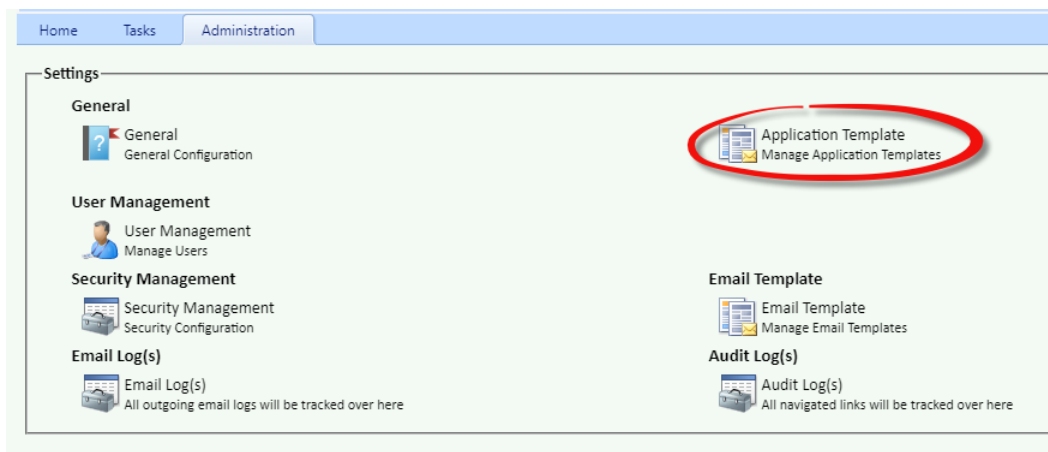 Home Tasks Administration
Settings
General
General
General Configuration
Application Template
Manage Application Templates
User Management
User Management
Manage Users
Security Management
Security Management
Security Configuration
Email Template
Email Template
Manage Email Templates
Email Log(s)
Email Log(s)
All outgoing email logs will be tracked over here
Audit Log(s)
Audit Log(s)
All navigated links will be tracked over here